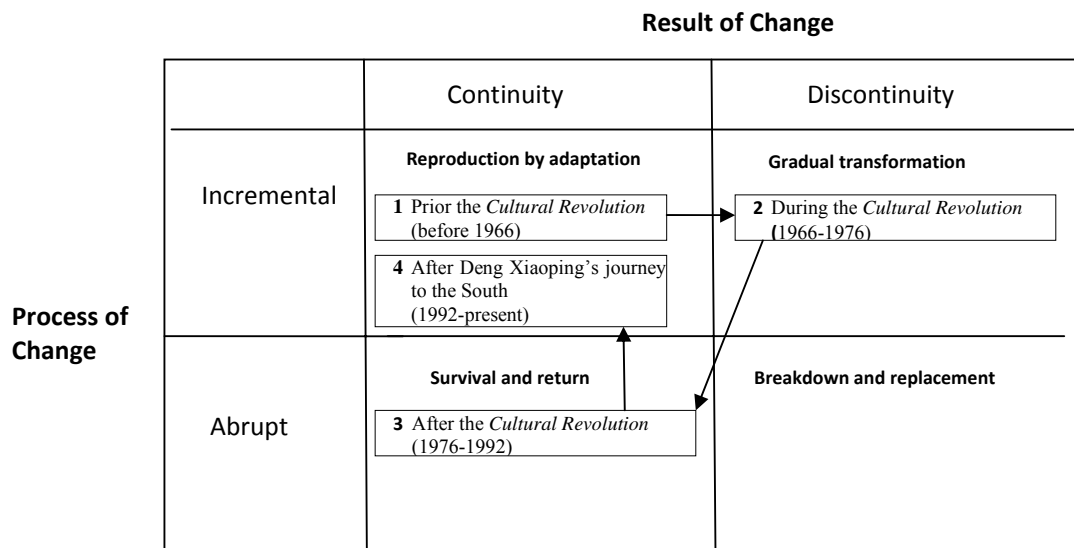 Result of Change
Continuity
Discontinuity
Incremental
Reproduction by adaptation
1 Prior the Cultural Revolution
(before 1966)
4 After Deng Xiaoping’s journey
to the South
(1992-present)
Gradual transformation
2 During the Cultural Revolution
(1966-1976)
Process of
Change
Abrupt
Survival and return
3 After the Cultural Revolution
(1976-1992)
Breakdown and replacement